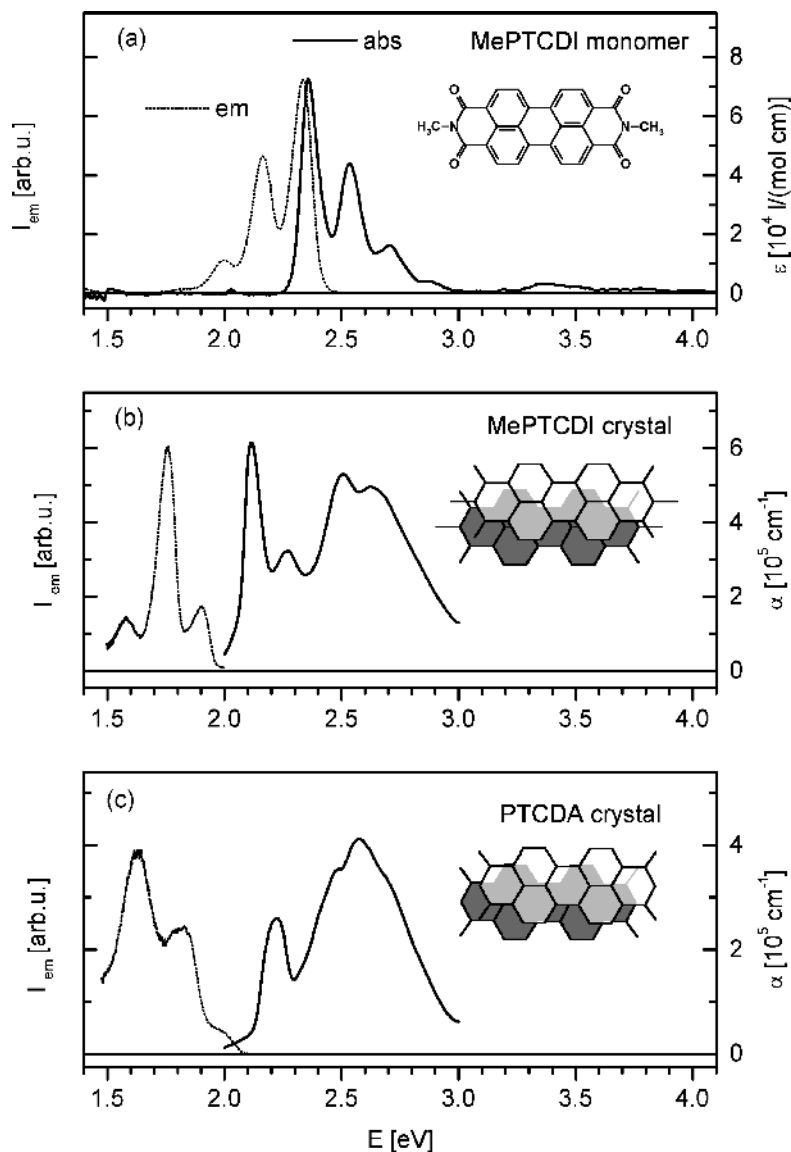 (a)
abs
em
MePTCDI monomer
O
O
H₃C
N
N
CH₃
O
O
I_em [arb.u.]
ε [10⁴ l/(mol cm)]
8
6
4
2
0
1.5 2.0 2.5 3.0 3.5 4.0
(b)
MePTCDI crystal
I_em [arb.u.]
α [10⁵ cm⁻¹]
6
4
2
0
1.5 2.0 2.5 3.0 3.5 4.0
(c)
PTCDA crystal
I_em [arb.u.]
α [10⁵ cm⁻¹]
4
2
0
1.5 2.0 2.5 3.0 3.5 4.0
E [eV]